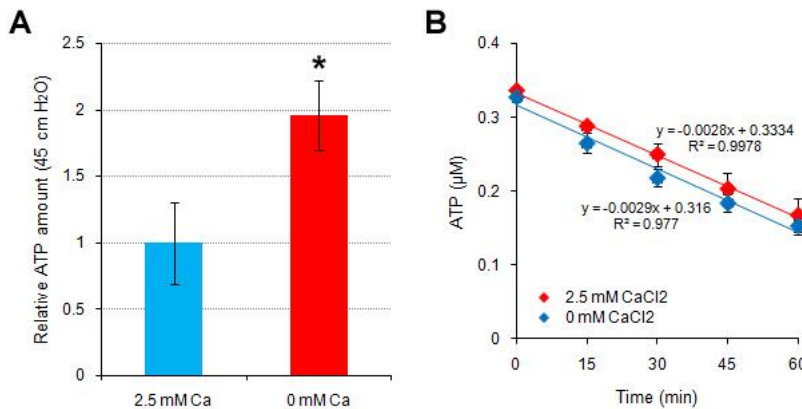 A
Relative ATP amount (45 cm H₂O)
2.5
2
1.5
1
0.5
0
*
2.5 mM Ca
0 mM Ca
B
ATP (μM)
0.4
0.3
0.2
0.1
0
y = -0.0028x + 0.3334
R² = 0.9978
y = -0.0029x + 0.316
R² = 0.977
2.5 mM CaCl2
0 mM CaCl2
0
15
30
45
60
Time (min)